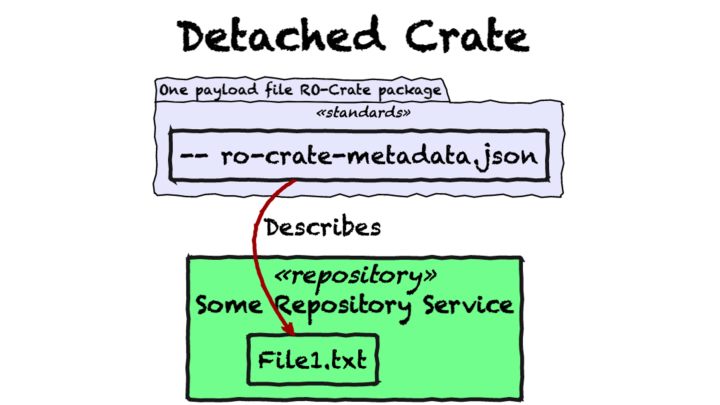 Detached Crate
One payload file RO-Crate package
«standards»
-- ro-crate-metadata.json
Describes
«repository»
Some Repository Service
File1.txt